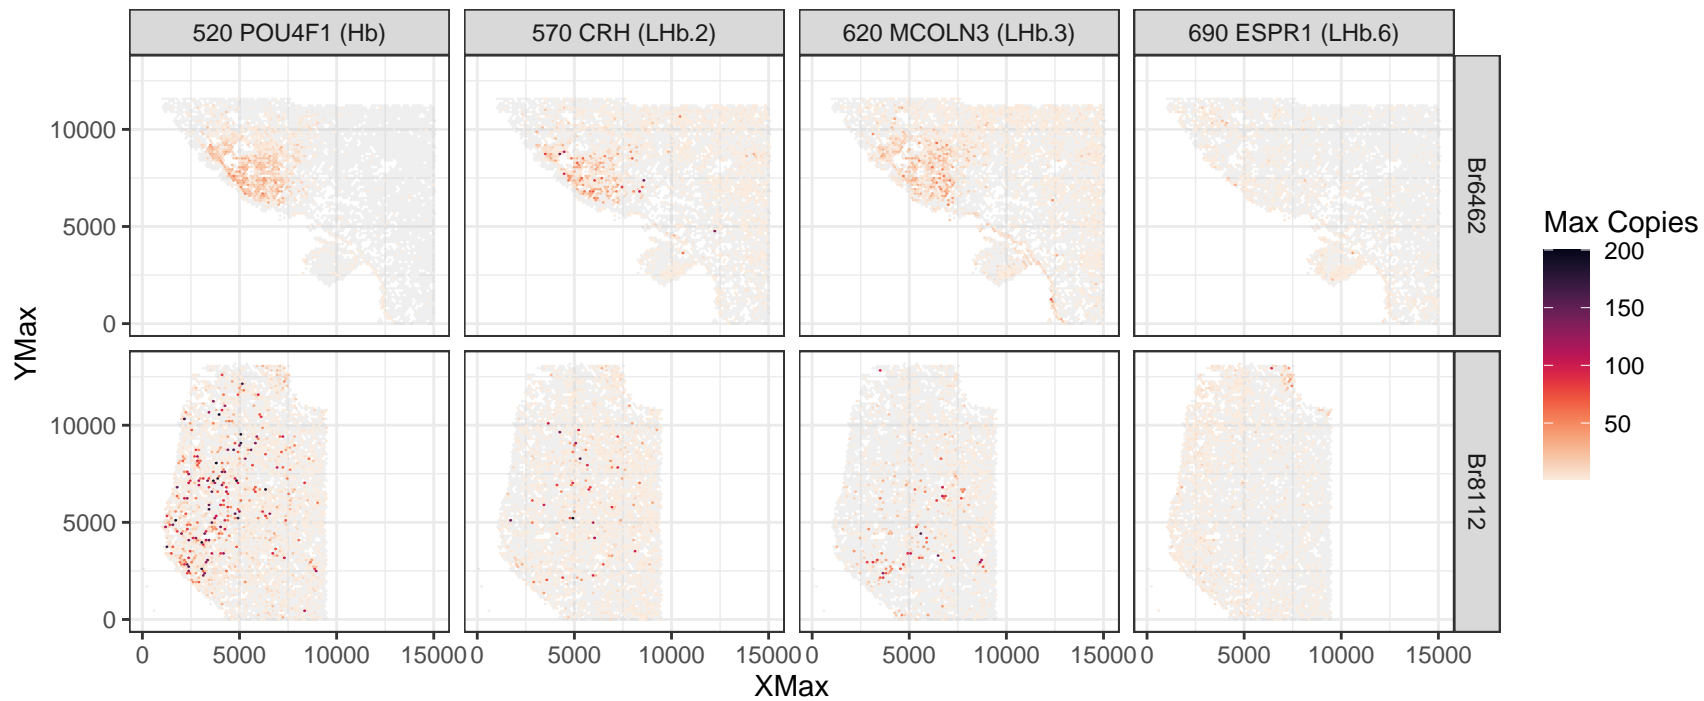 520 POU4F1 (Hb)
570 CRH (LHb.2)
620 MCOLN3 (LHb.3)
690 ESPR1 (LHb.6)
10000
5000
0
Br6462
10000
5000
0
Br8112
YMax
0 5000 10000 15000
0 5000 10000 15000
0 5000 10000 15000
0 5000 10000 15000
XMax
Max Copies
200
150
100
50